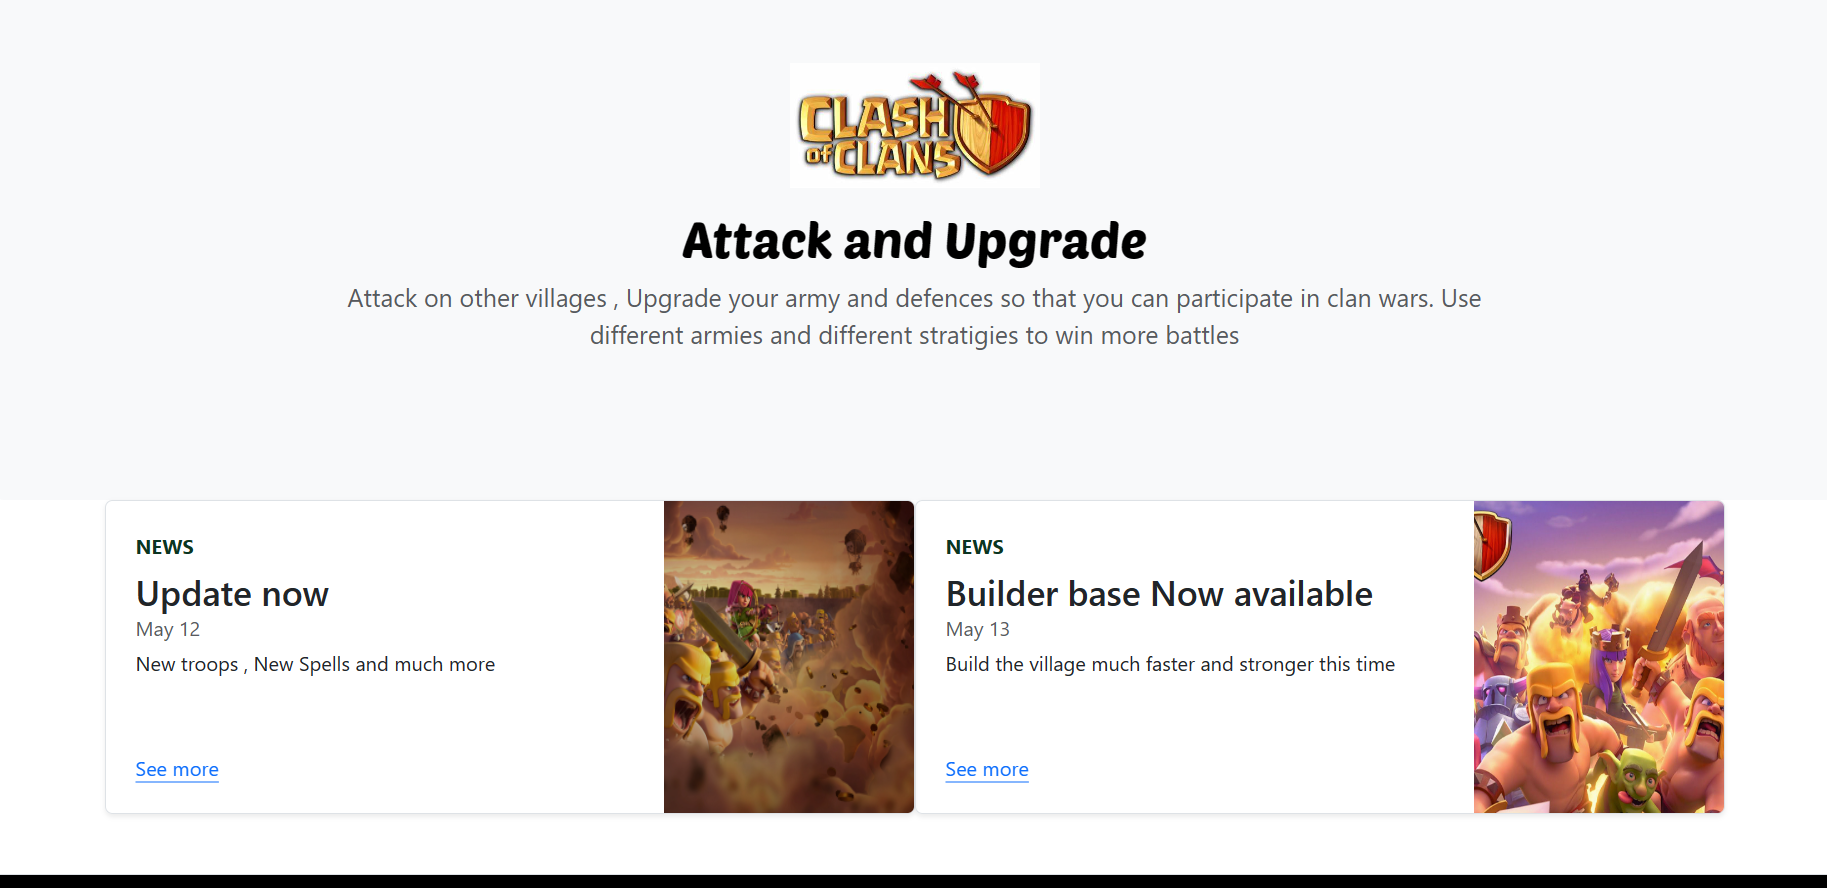 CLASH
OF CLANS
Attack and Upgrade
Attack on other villages , Upgrade your army and defences so that you can participate in clan wars. Use
different armies and different stratigies to win more battles
NEWS
Update now
May 12
New troops , New Spells and much more
See more
NEWS
Builder base Now available
May 13
Build the village much faster and stronger this time
See more